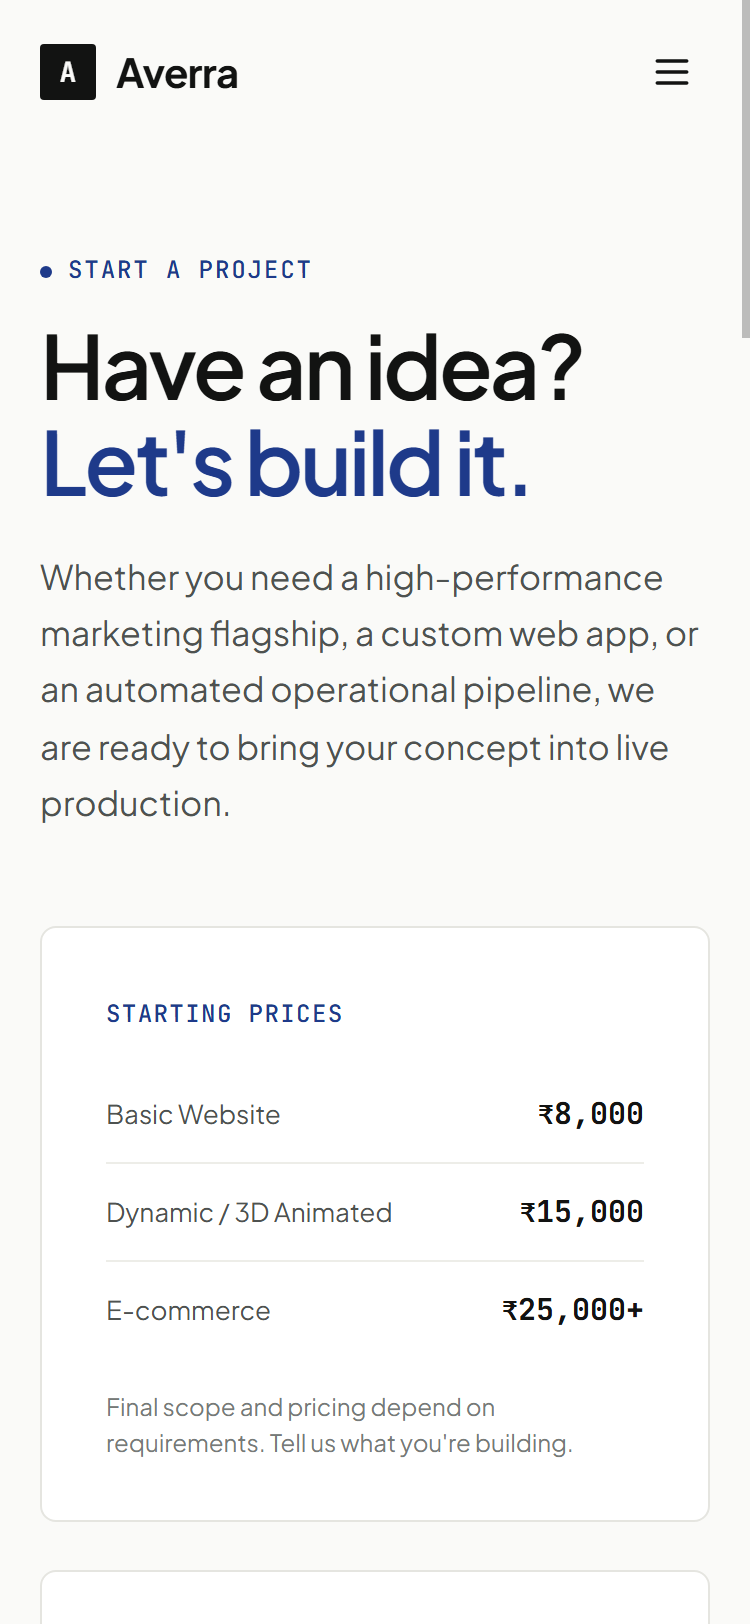 A Averra
START A PROJECT
Have an idea?
Let's build it.
Whether you need a high-performance
marketing flagship, a custom web app, or
an automated operational pipeline, we
are ready to bring your concept into live
production.
STARTING PRICES
Basic Website ₹8,000
Dynamic / 3D Animated ₹15,000
E-commerce ₹25,000+
Final scope and pricing depend on
requirements. Tell us what you're building.